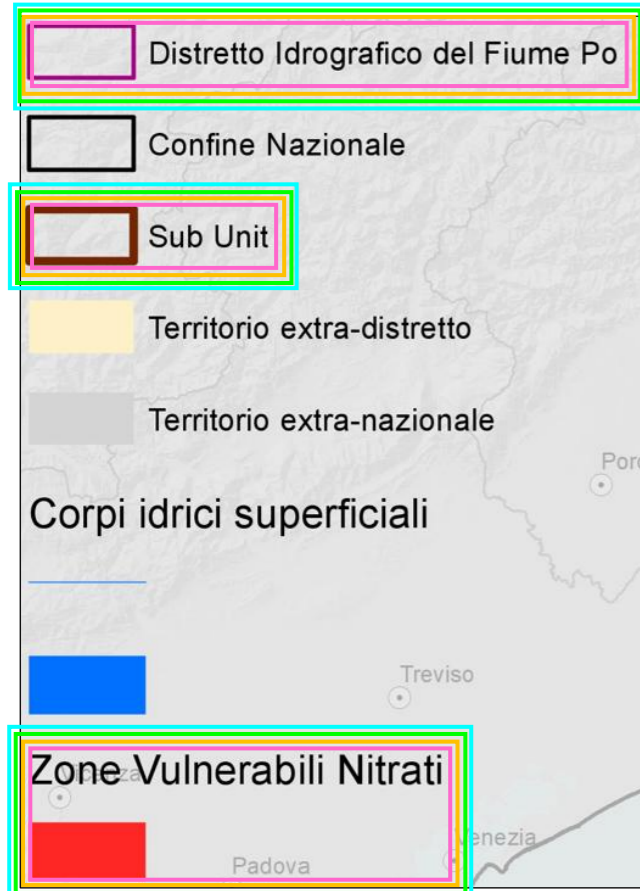 Distretto Idrografico del Fiume Po
Confine Nazionale
Sub Unit
Territorio extra-distretto
Territorio extra-nazionale
Corpi idrici superficiali
Treviso
Zone Vulnerabili Nitrati
Vicenza
Venezia
Padova